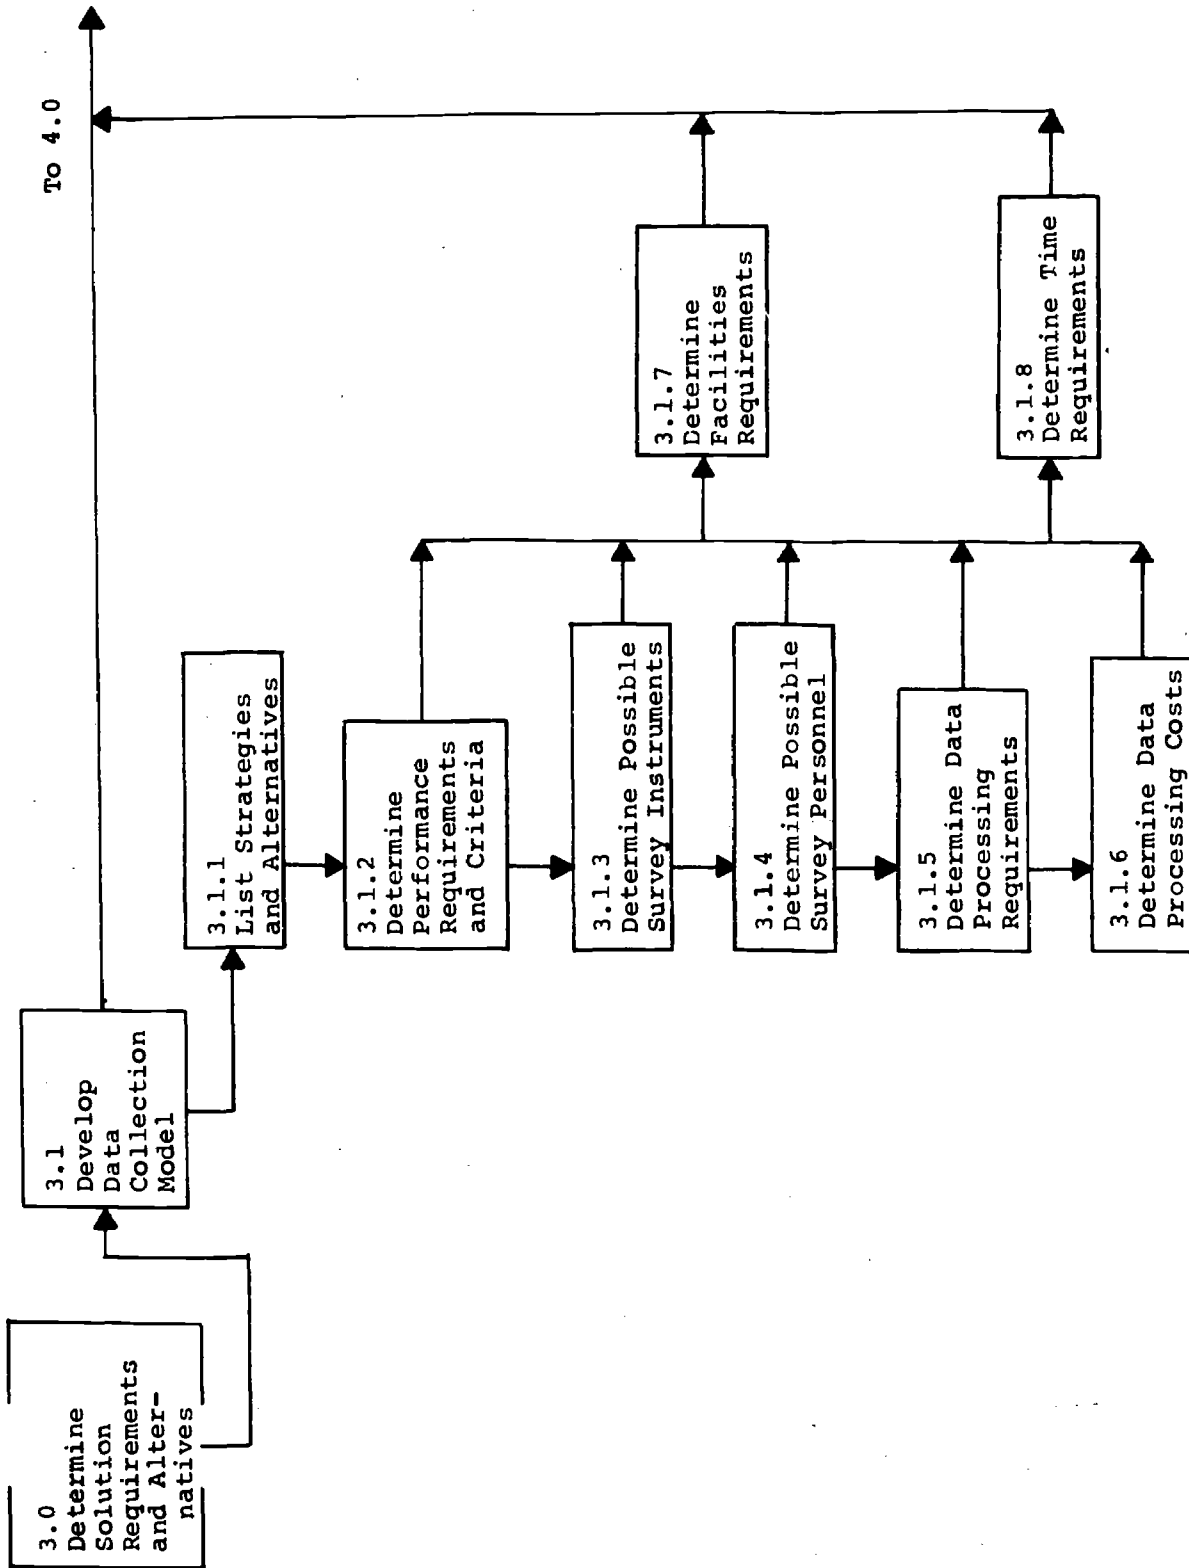 3.0
Determine
Solution
Requirements
and Alter-
natives
3.1
Develop
Data
Collection
Model
To 4.0
3.1.1
List Strategies
and Alternatives
3.1.2
Determine
Performance
Requirements
and Criteria
3.1.3
Determine Possible
Survey Instruments
3.1.4
Determine Possible
Survey Personnel
3.1.5
Determine Data
Processing
Requirements
3.1.6
Determine Data
Processing Costs
3.1.7
Determine
Facilities
Requirements
3.1.8
Determine Time
Requirements